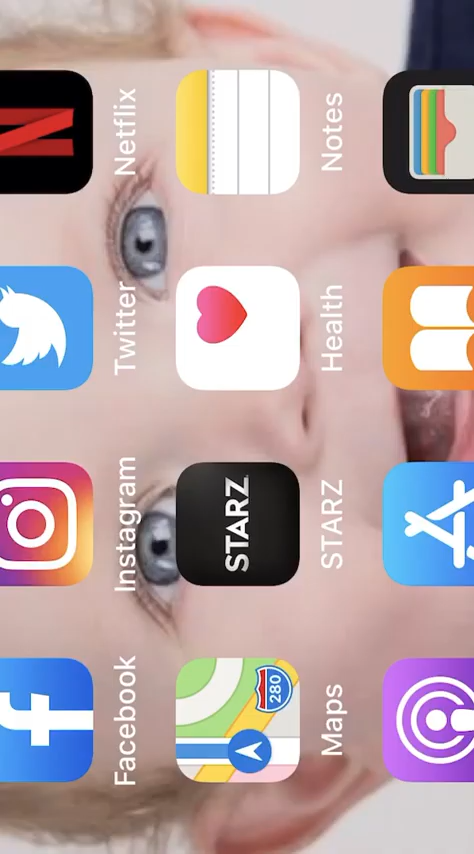 Facebook Instagram Twitter Netflix
280 STARZ
Maps STARZ Health Notes